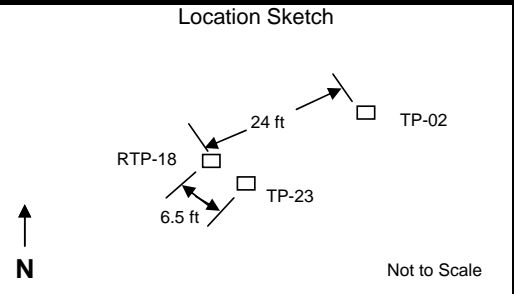 Location Sketch
24 ft
TP-02
RTP-18
TP-23
6.5 ft
N
Not to Scale